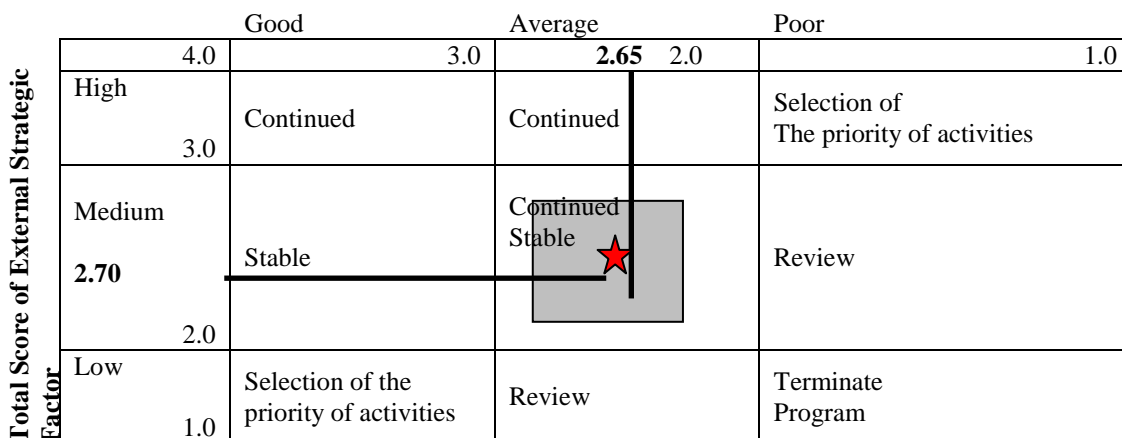 Good Average Poor
4.0 3.0 2.65 2.0 1.0
High
3.0
Continued
Continued
Selection of
The priority of activities
Medium
2.70
2.0
Stable
Continued
Stable
Review
Low
1.0
Selection of the
priority of activities
Review
Terminate
Program
Total Score of External Strategic
Factor